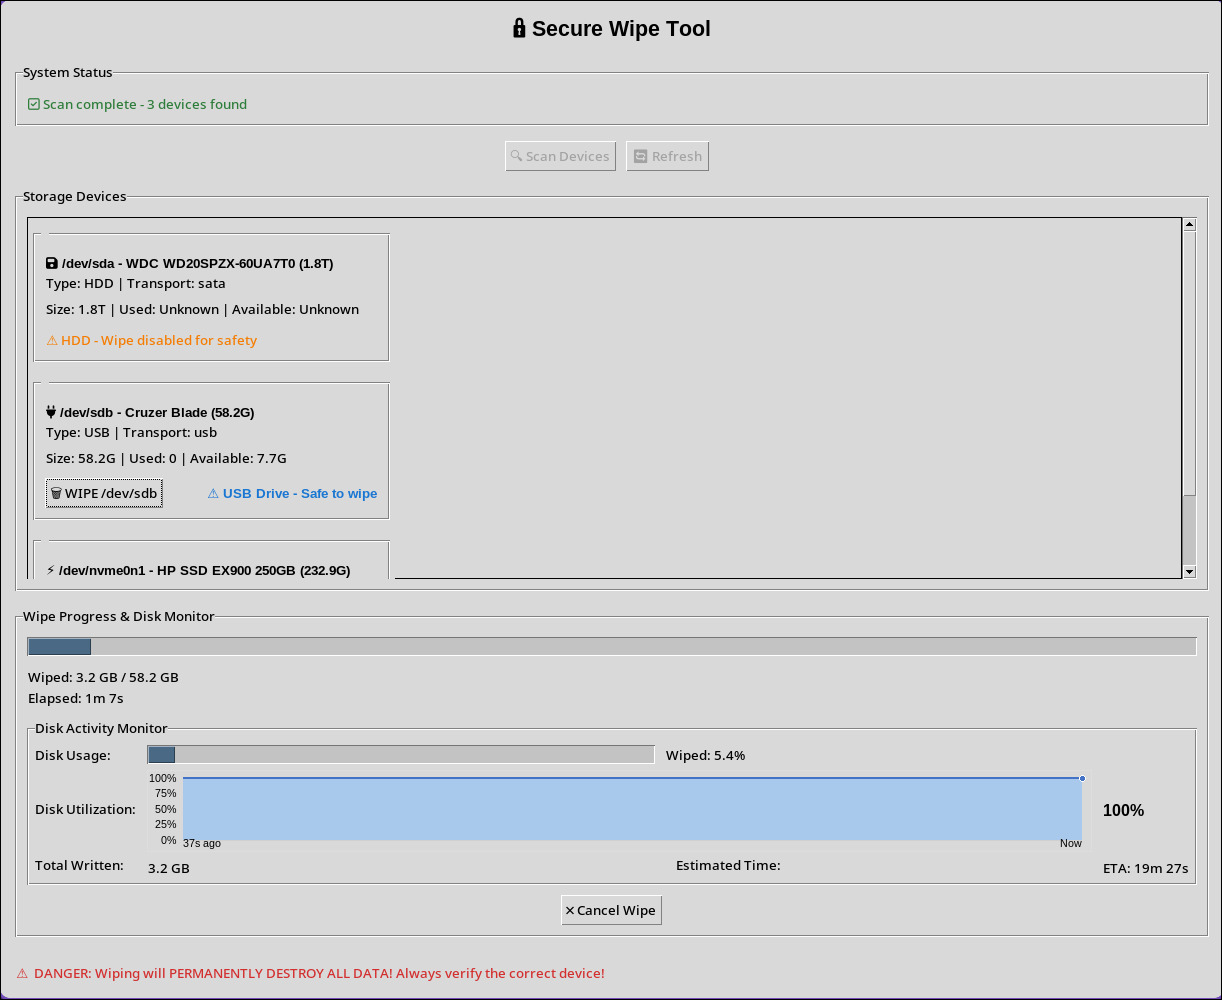 Secure Wipe Tool
System Status
Scan complete - 3 devices found
Scan Devices
Refresh
Storage Devices
/dev/sda - WDC WD20SPZX-60UA7T0 (1.8T)
Type: HDD | Transport: sata
Size: 1.8T | Used: Unknown | Available: Unknown
⚠ HDD - Wipe disabled for safety
/dev/sdb - Cruzer Blade (58.2G)
Type: USB | Transport: usb
Size: 58.2G | Used: 0 | Available: 7.7G
WIPE /dev/sdb
⚠ USB Drive - Safe to wipe
⚡ /dev/nvme0n1 - HP SSD EX900 250GB (232.9G)
Wipe Progress & Disk Monitor
Wiped: 3.2 GB / 58.2 GB
Elapsed: 1m 7s
Disk Activity Monitor
Disk Usage:
Wiped: 5.4%
Disk Utilization:
100%
75%
50%
25%
0%
37s ago
Now
100%
Total Written:
3.2 GB
Estimated Time:
ETA: 19m 27s
✕ Cancel Wipe
⚠ DANGER: Wiping will PERMANENTLY DESTROY ALL DATA! Always verify the correct device!